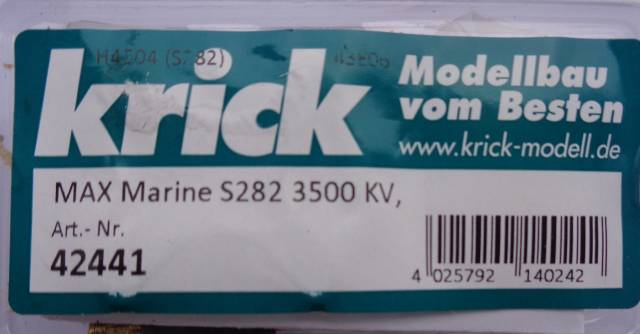 H4504 (S282)
krick
Modellbau
vom Besten
www.krick-modell.de
MAX Marine S282 3500 KV,
Art.- Nr.
42441
4 025792 140242